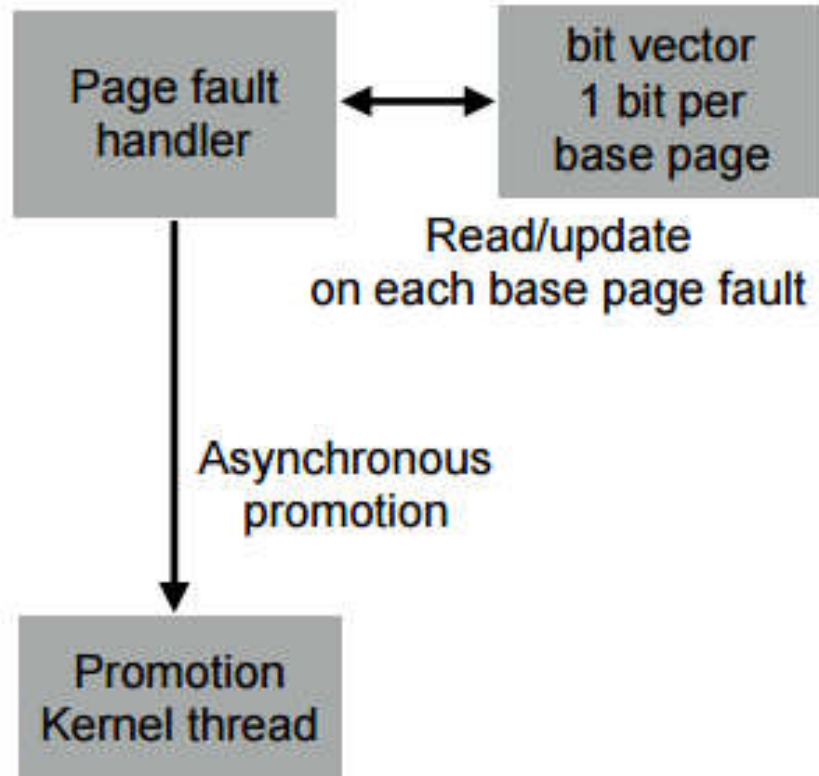 Page fault
handler
bit vector
1 bit per
base page
Read/update
on each base page fault
Asynchronous
promotion
Promotion
Kernel thread